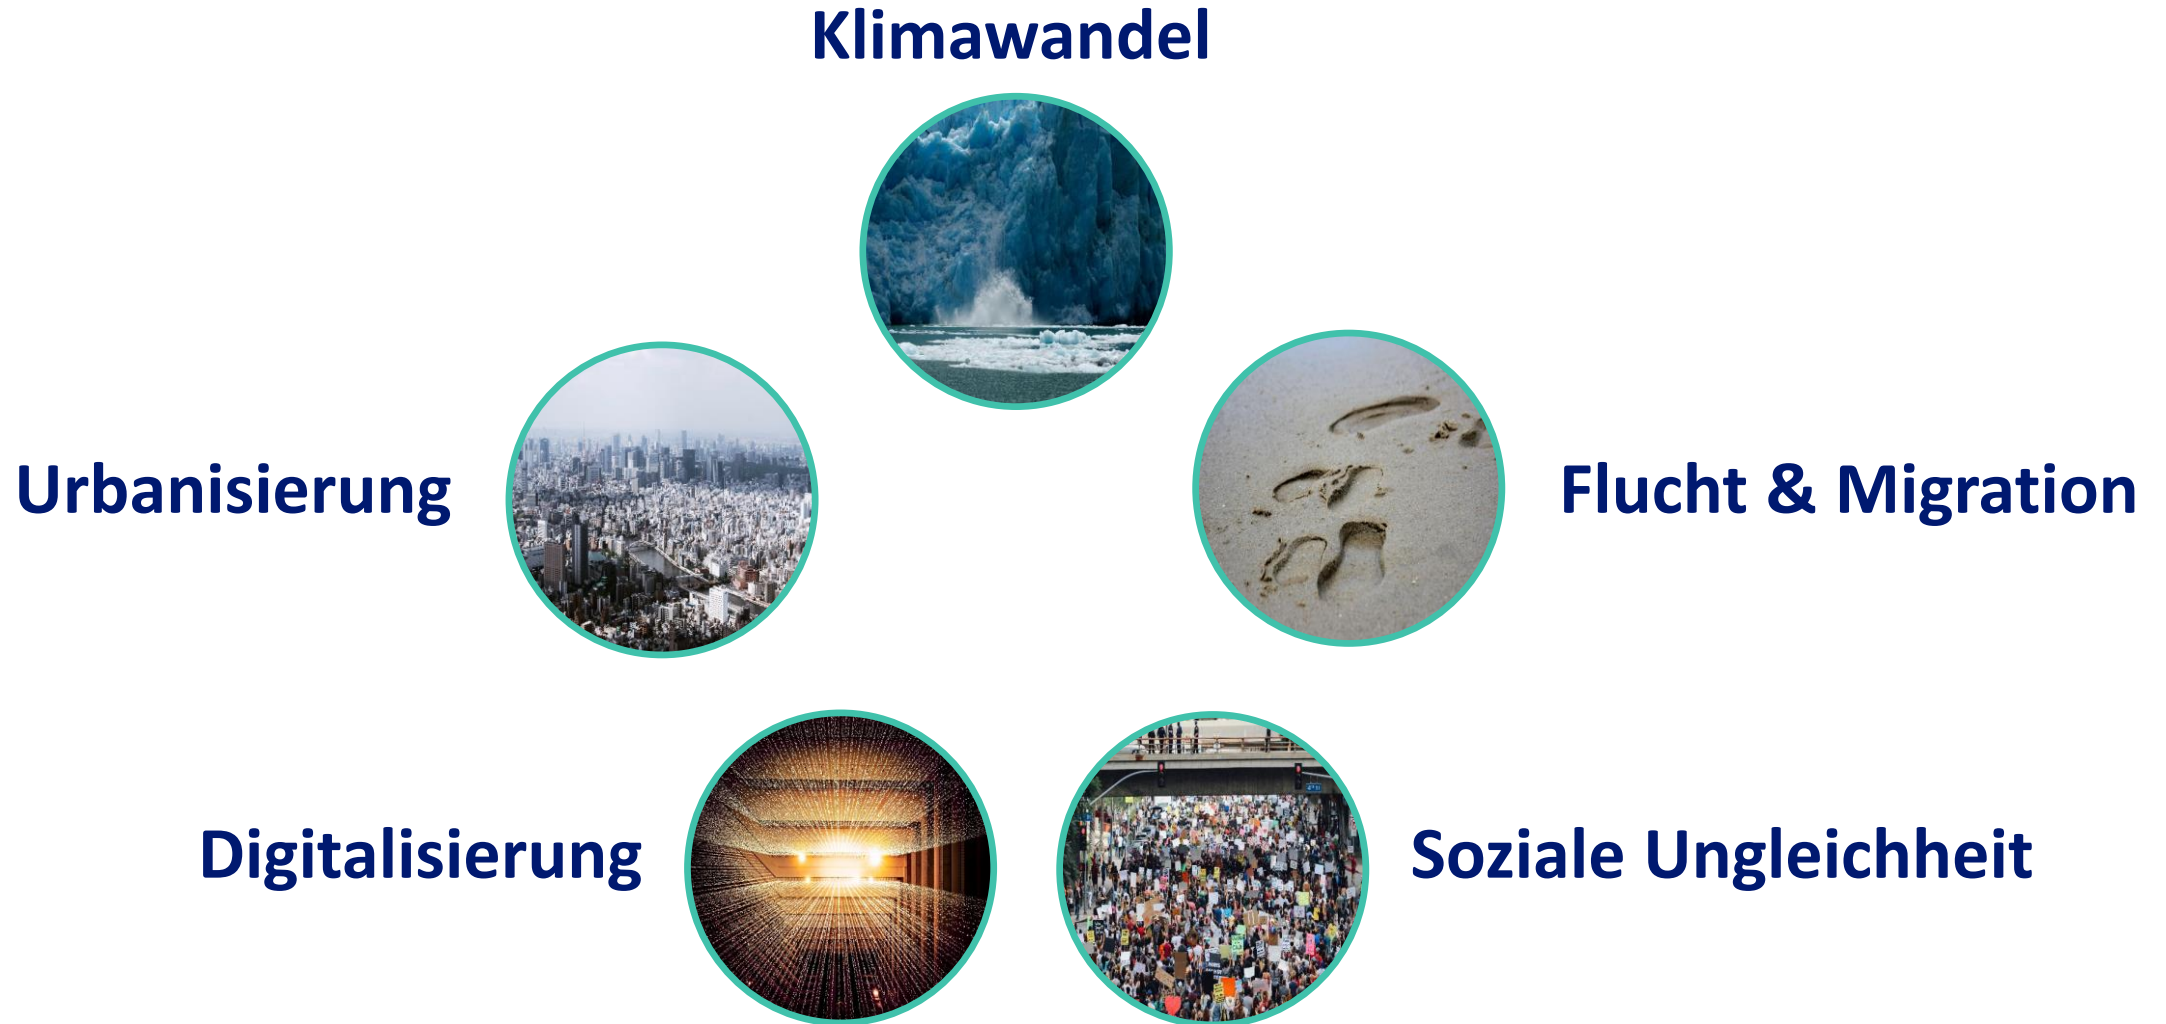 Klimawandel
Urbanisierung
Flucht & Migration
Digitalisierung
Soziale Ungleichheit